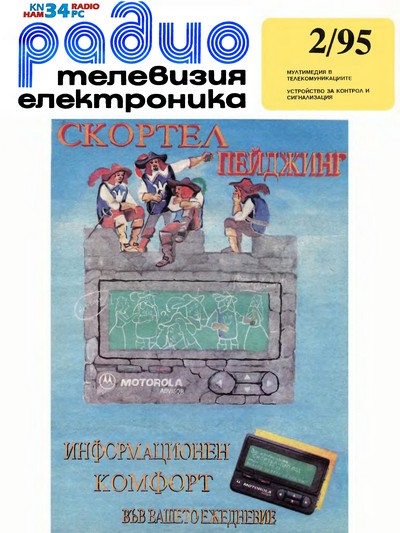 KN 34 RADIO
HAM PC
радио
телевизия
електроника
2/95
МУЛТИМЕДИЯ В
ТЕЛЕКОМУНИКАЦИИТЕ
УСТРОЙСТВО ЗА КОНТРОЛ И
СИГНАЛИЗАЦИЯ
СКОРТЕЛ
ПЕЙДЖИНГ
MOTOROLA
ИНФОРМАЦИОНЕН
КОМФОРТ
ВЪВ ВАШЕТО ЕЖЕДНЕВИЕ
MOTOROLA